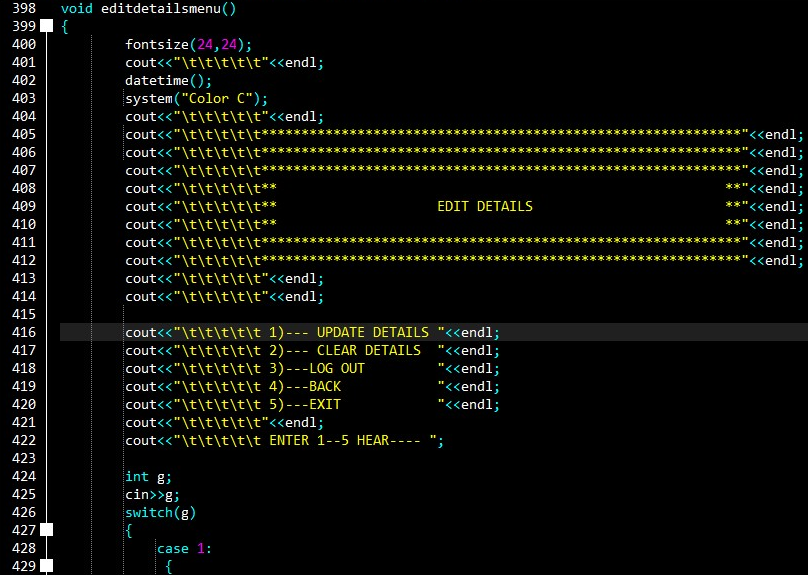 398 void editdetailsmenu()
399 {
400 fontsize(24,24);
401 cout<<"\t\t\t\t\t"<<endl;
402 datetime();
403 system("Color C");
404 cout<<"\t\t\t\t\t"<<endl;
405 cout<<"\t\t\t\t\t************************************************************"<<endl;
406 cout<<"\t\t\t\t\t************************************************************"<<endl;
407 cout<<"\t\t\t\t\t************************************************************"<<endl;
408 cout<<"\t\t\t\t\t**                                                        **"<<endl;
409 cout<<"\t\t\t\t\t**                    EDIT DETAILS                        **"<<endl;
410 cout<<"\t\t\t\t\t**                                                        **"<<endl;
411 cout<<"\t\t\t\t\t************************************************************"<<endl;
412 cout<<"\t\t\t\t\t************************************************************"<<endl;
413 cout<<"\t\t\t\t\t"<<endl;
414 cout<<"\t\t\t\t\t"<<endl;
415
416 cout<<"\t\t\t\t\t 1)--- UPDATE DETAILS "<<endl;
417 cout<<"\t\t\t\t\t 2)--- CLEAR DETAILS  "<<endl;
418 cout<<"\t\t\t\t\t 3)---LOG OUT         "<<endl;
419 cout<<"\t\t\t\t\t 4)---BACK            "<<endl;
420 cout<<"\t\t\t\t\t 5)---EXIT            "<<endl;
421 cout<<"\t\t\t\t\t"<<endl;
422 cout<<"\t\t\t\t\t ENTER 1--5 HEAR---- ";
423
424 int g;
425 cin>>g;
426 switch(g)
427 {
428 case 1:
429 {